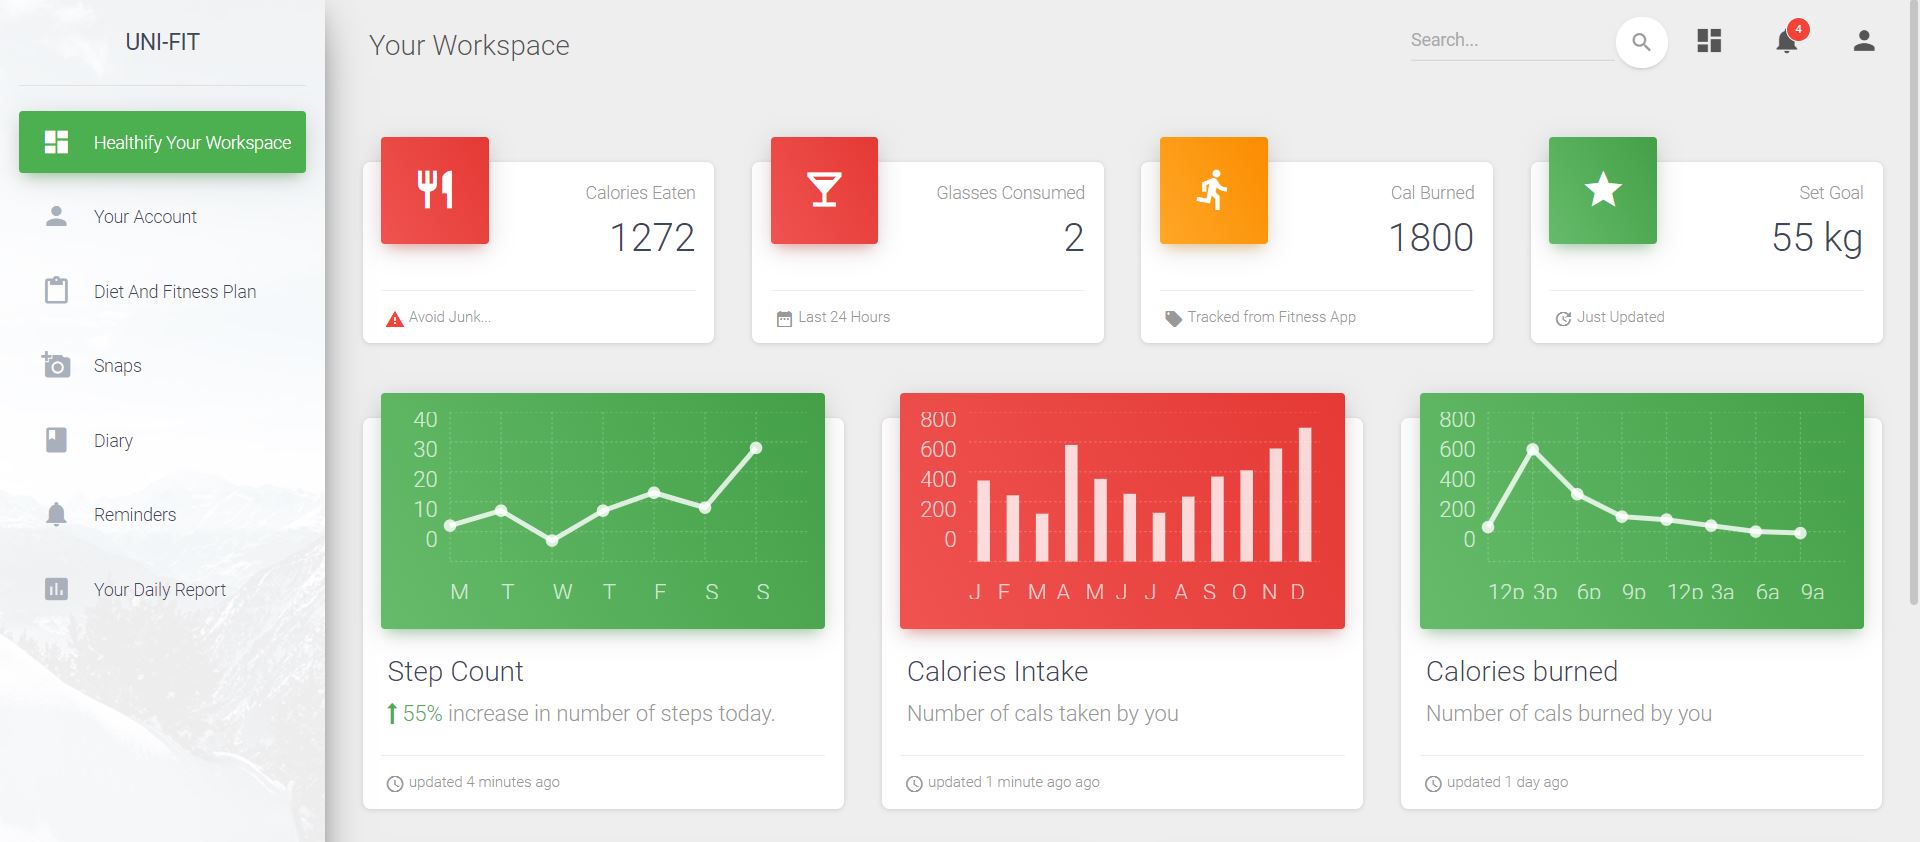 UNI-FIT
Healthify Your Workspace
Your Account
Diet And Fitness Plan
Snaps
Diary
Reminders
Your Daily Report
Your Workspace
Search...
4
Calories Eaten
1272
Avoid Junk...
Glasses Consumed
2
Last 24 Hours
Cal Burned
1800
Tracked from Fitness App
Set Goal
55 kg
Just Updated
40
30
20
10
0
M T W T F S S
Step Count
55% increase in number of steps today.
updated 4 minutes ago
800
600
400
200
0
J F M A M J J A S O N D
Calories Intake
Number of cals taken by you
updated 1 minute ago ago
800
600
400
200
0
12p 3p 6p 9p 12p 3a 6a 9a
Calories burned
Number of cals burned by you
updated 1 day ago